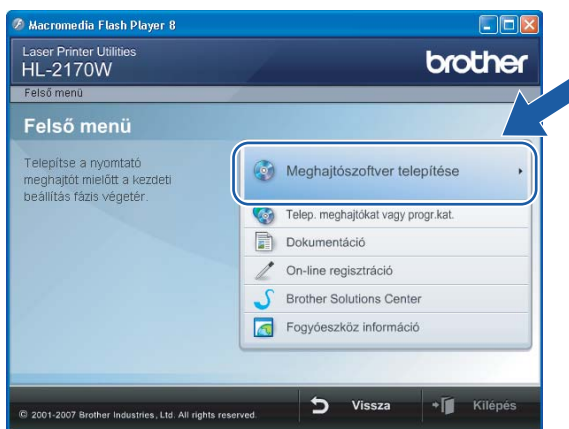 Macromedia Flash Player 8
Laser Printer Utilities
HL-2170W
brother
Felső menü
Felső menü
Telepítse a nyomtató
meghajtót mielőtt a kezdeti
beállítás fázis végetér.
Meghajtószoftver telepítése
Telep. meghajtókat vagy progr.kat.
Dokumentáció
On-line regisztráció
Brother Solutions Center
Fogyóeszköz információ
© 2001-2007 Brother Industries, Ltd. All rights reserved.
Vissza
Kilépés